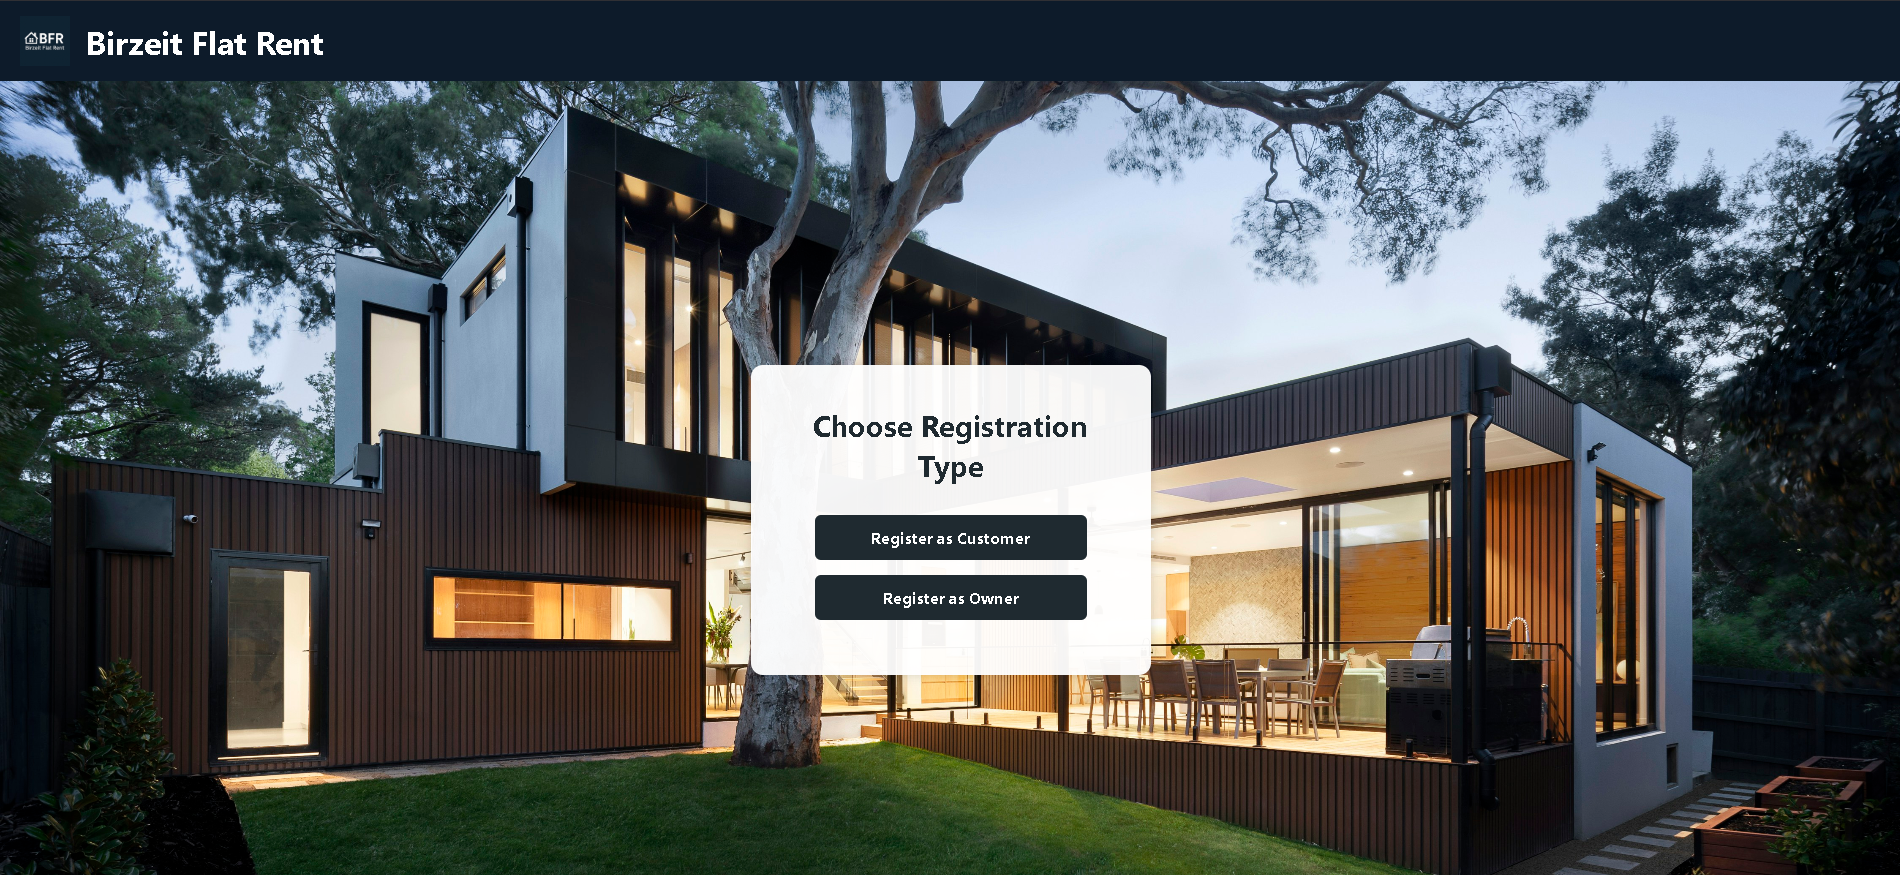 BFR
Birzeit Flat Rent
Birzeit Flat Rent
Choose Registration
Type
Register as Customer
Register as Owner